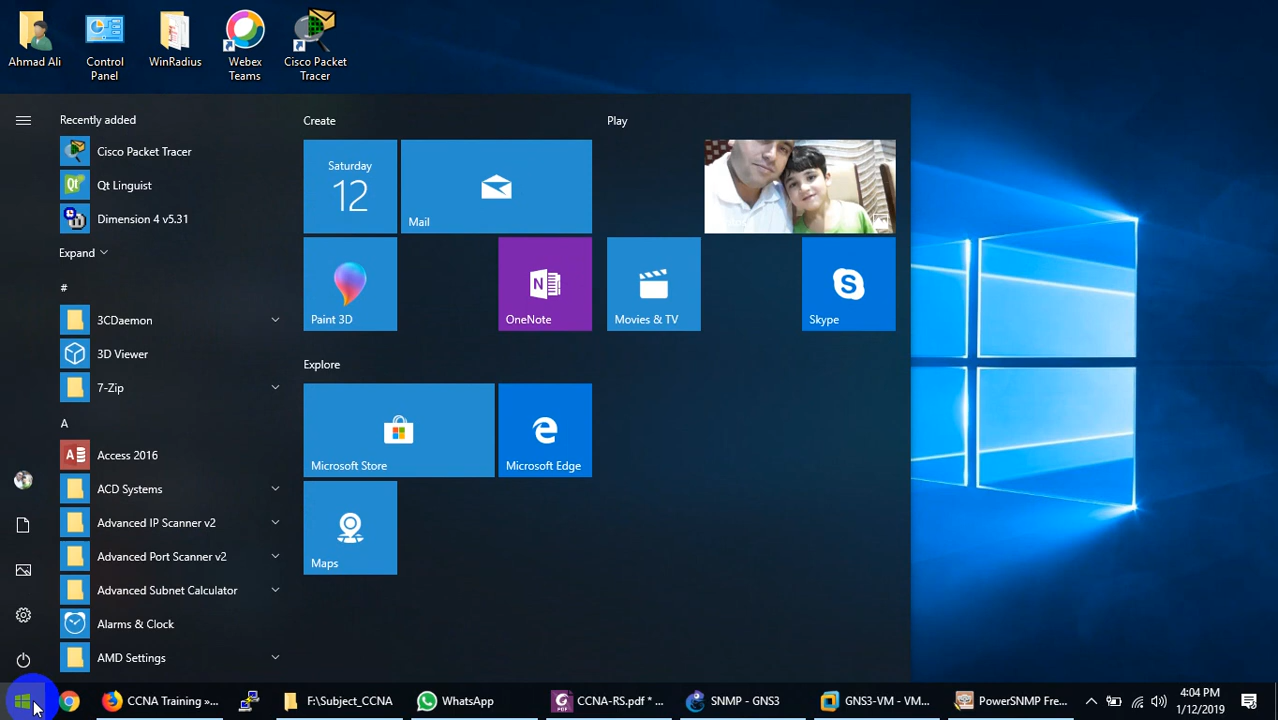 Ahmad Ali
Control
Panel
WinRadius
Webex
Teams
Cisco Packet
Tracer
Recently added
Cisco Packet Tracer
Qt Linguist
Dimension 4 v5.31
Expand
#
3CDaemon
3D Viewer
7-Zip
A
Access 2016
ACD Systems
Advanced IP Scanner v2
Advanced Port Scanner v2
Advanced Subnet Calculator
Alarms & Clock
AMD Settings
Create
Saturday
12
Mail
Paint 3D
OneNote
Explore
Microsoft Store
Microsoft Edge
Maps
Play
Movies & TV
Skype
CCNA Training »...
F:\Subject_CCNA
WhatsApp
CCNA-RS.pdf * ...
SNMP - GNS3
GNS3-VM - VM...
PowerSNMP Fre...
4:04 PM
1/12/2019